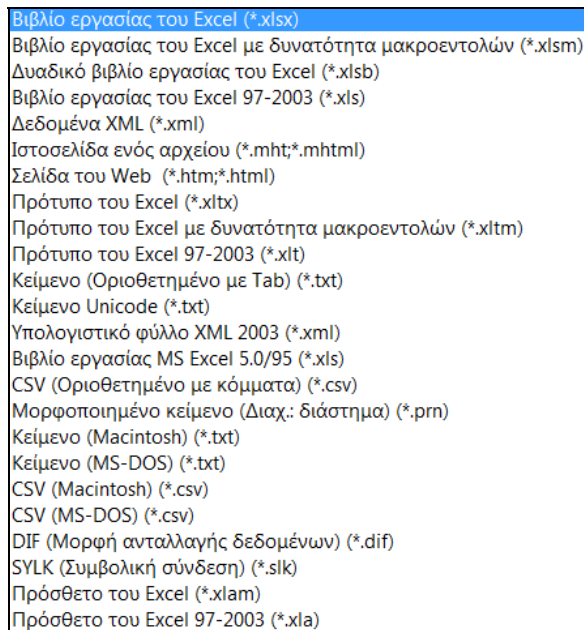 Βιβλίο εργασίας του Excel (*.xlsx)
Βιβλίο εργασίας του Excel με δυνατότητα μακροεντολών (*.xlsm)
Δυαδικό βιβλίο εργασίας του Excel (*.xlsb)
Βιβλίο εργασίας του Excel 97-2003 (*.xls)
Δεδομένα XML (*.xml)
Ιστοσελίδα ενός αρχείου (*.mht;*.mhtml)
Σελίδα του Web (*.htm;*.html)
Πρότυπο του Excel (*.xltx)
Πρότυπο του Excel με δυνατότητα μακροεντολών (*.xltm)
Πρότυπο του Excel 97-2003 (*.xlt)
Κείμενο (Οριοθετημένο με Tab) (*.txt)
Κείμενο Unicode (*.txt)
Υπολογιστικό φύλλο XML 2003 (*.xml)
Βιβλίο εργασίας MS Excel 5.0/95 (*.xls)
CSV (Οριοθετημένο με κόμματα) (*.csv)
Μορφοποιημένο κείμενο (Διαχ.: διάστημα) (*.prn)
Κείμενο (Macintosh) (*.txt)
Κείμενο (MS-DOS) (*.txt)
CSV (Macintosh) (*.csv)
CSV (MS-DOS) (*.csv)
DIF (Μορφή ανταλλαγής δεδομένων) (*.dif)
SYLK (Συμβολική σύνδεση) (*.slk)
Πρόσθετο του Excel (*.xlam)
Πρόσθετο του Excel 97-2003 (*.xla)